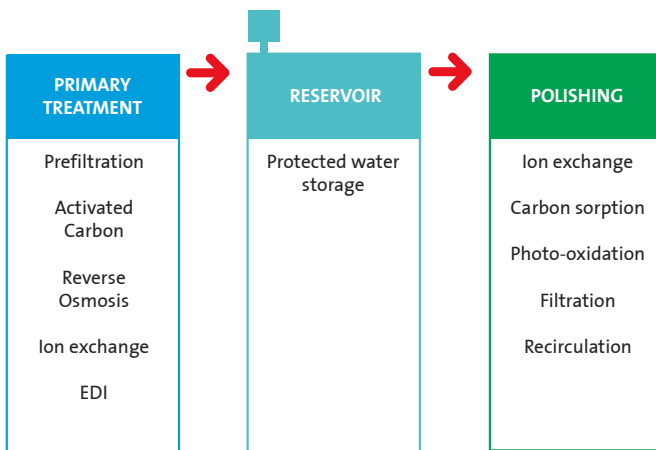 PRIMARY
TREATMENT
Prefiltration
Activated
Carbon
Reverse
Osmosis
Ion exchange
EDI
RESERVOIR
Protected water
storage
POLISHING
Ion exchange
Carbon sorption
Photo-oxidation
Filtration
Recirculation